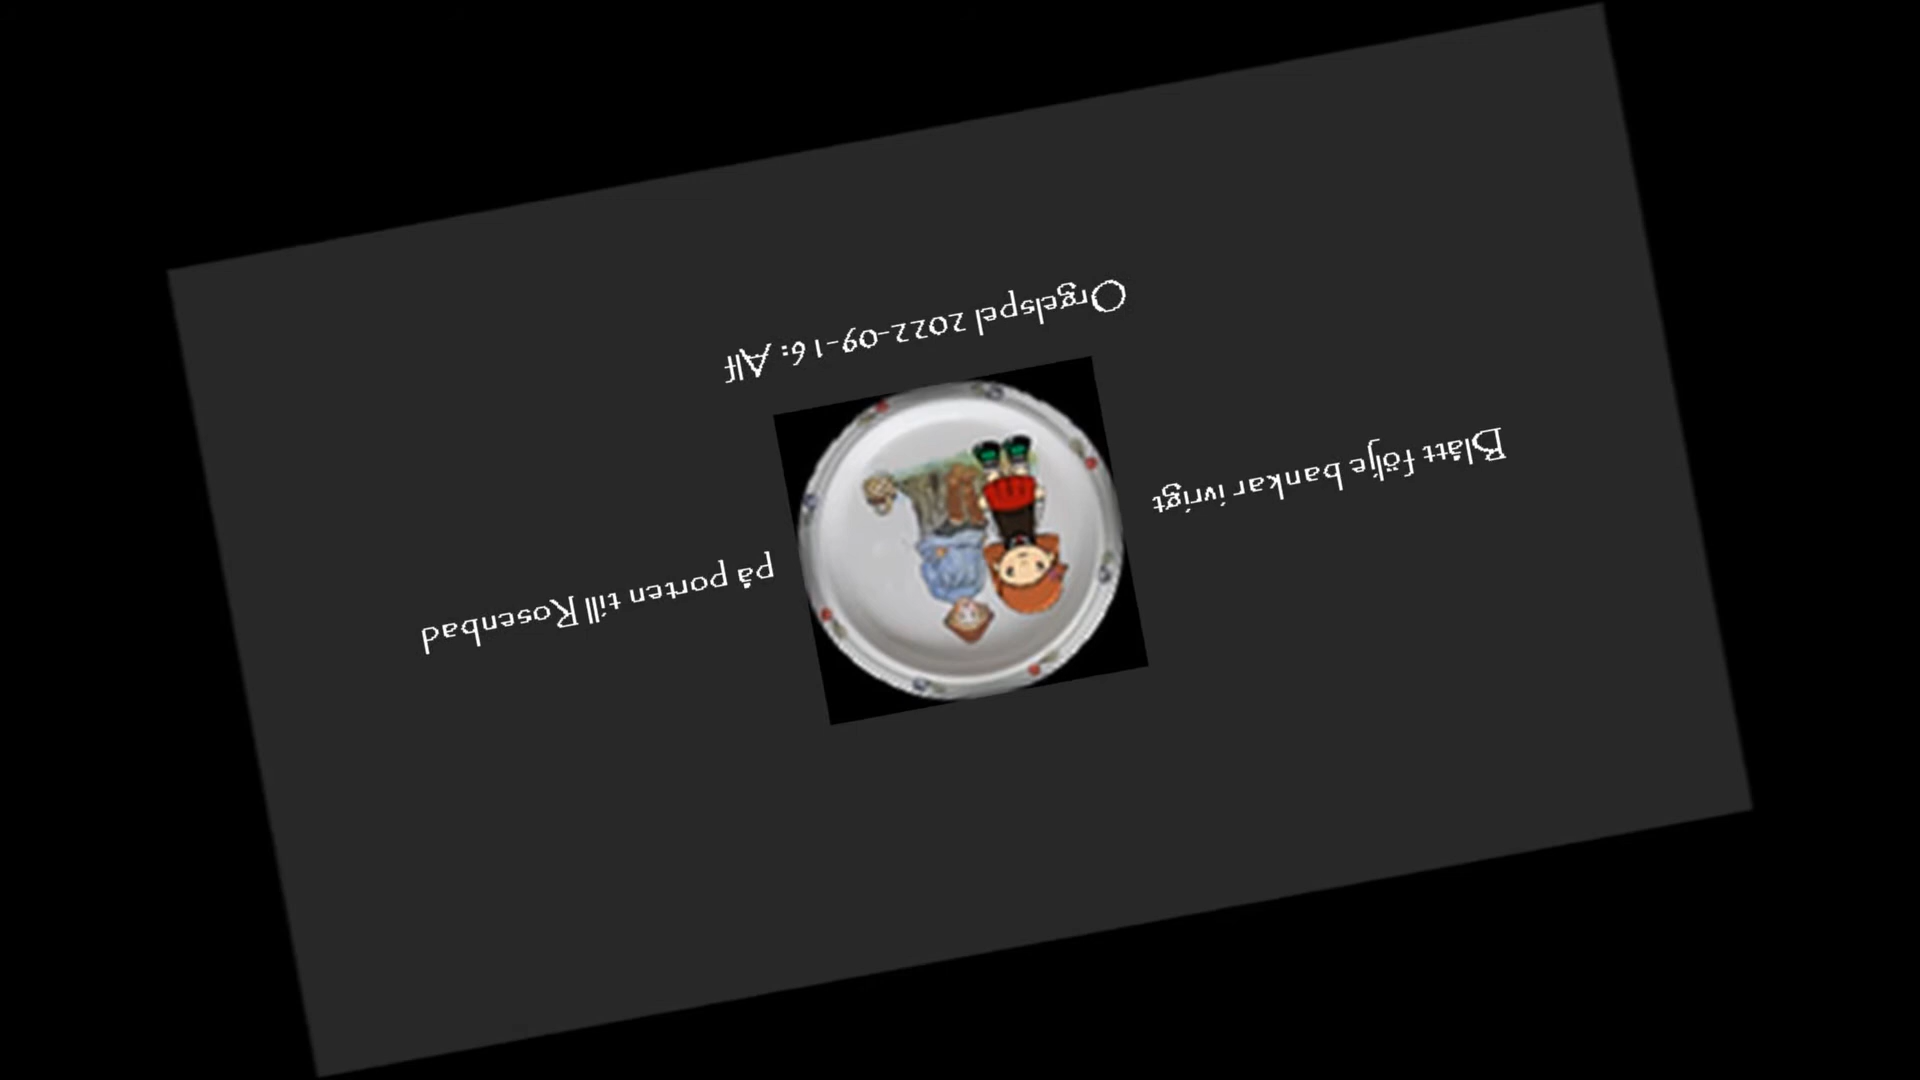 Blått följe bankar ivrigt
på porten till Rosenbad
Orgelspel 2022-09-16: Alf